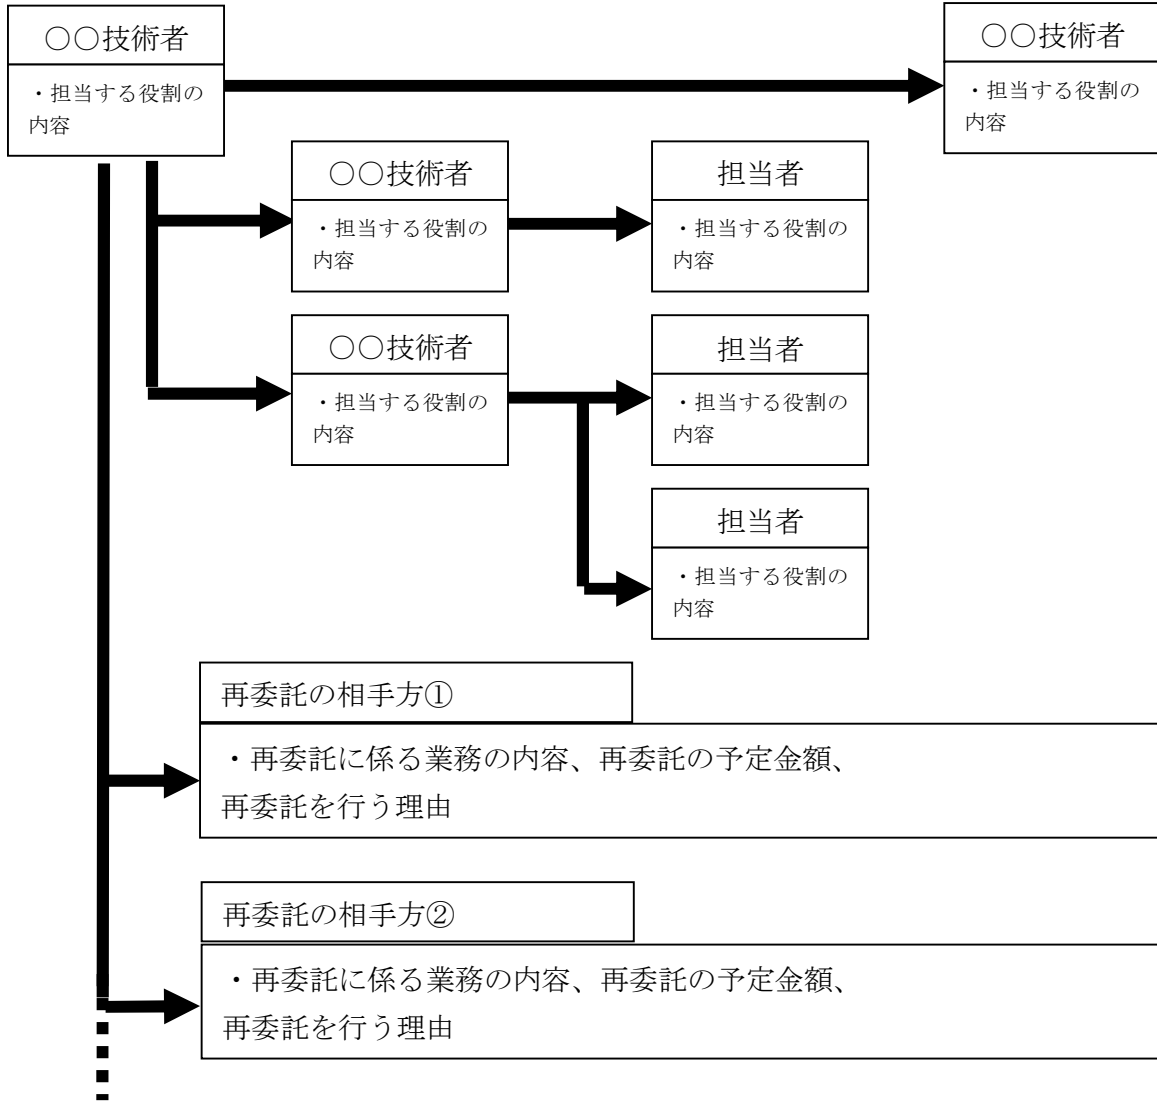 ○○技術者
・担当する役割の
内容
○○技術者
・担当する役割の
内容
○○技術者
・担当する役割の
内容
担当者
・担当する役割の
内容
○○技術者
・担当する役割の
内容
担当者
・担当する役割の
内容
担当者
・担当する役割の
内容
再委託の相手方①
・再委託に係る業務の内容、再委託の予定金額、
再委託を行う理由
再委託の相手方②
・再委託に係る業務の内容、再委託の予定金額、
再委託を行う理由